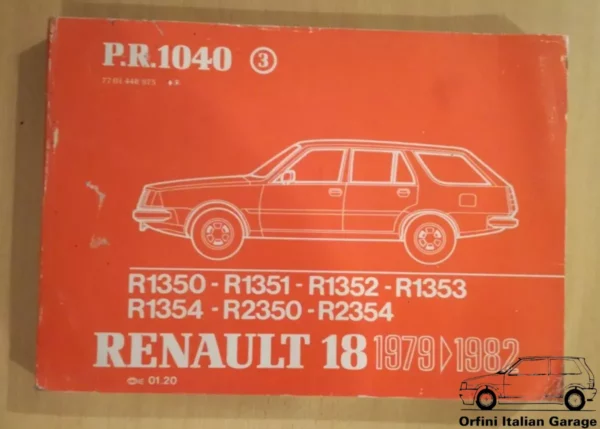 P.R.1040 3
77 01 448 973
R1350 - R1351 - R1352 - R1353
R1354 - R2350 - R2354
RENAULT 18 1979▷1982
01.20
Orfini Italian Garage